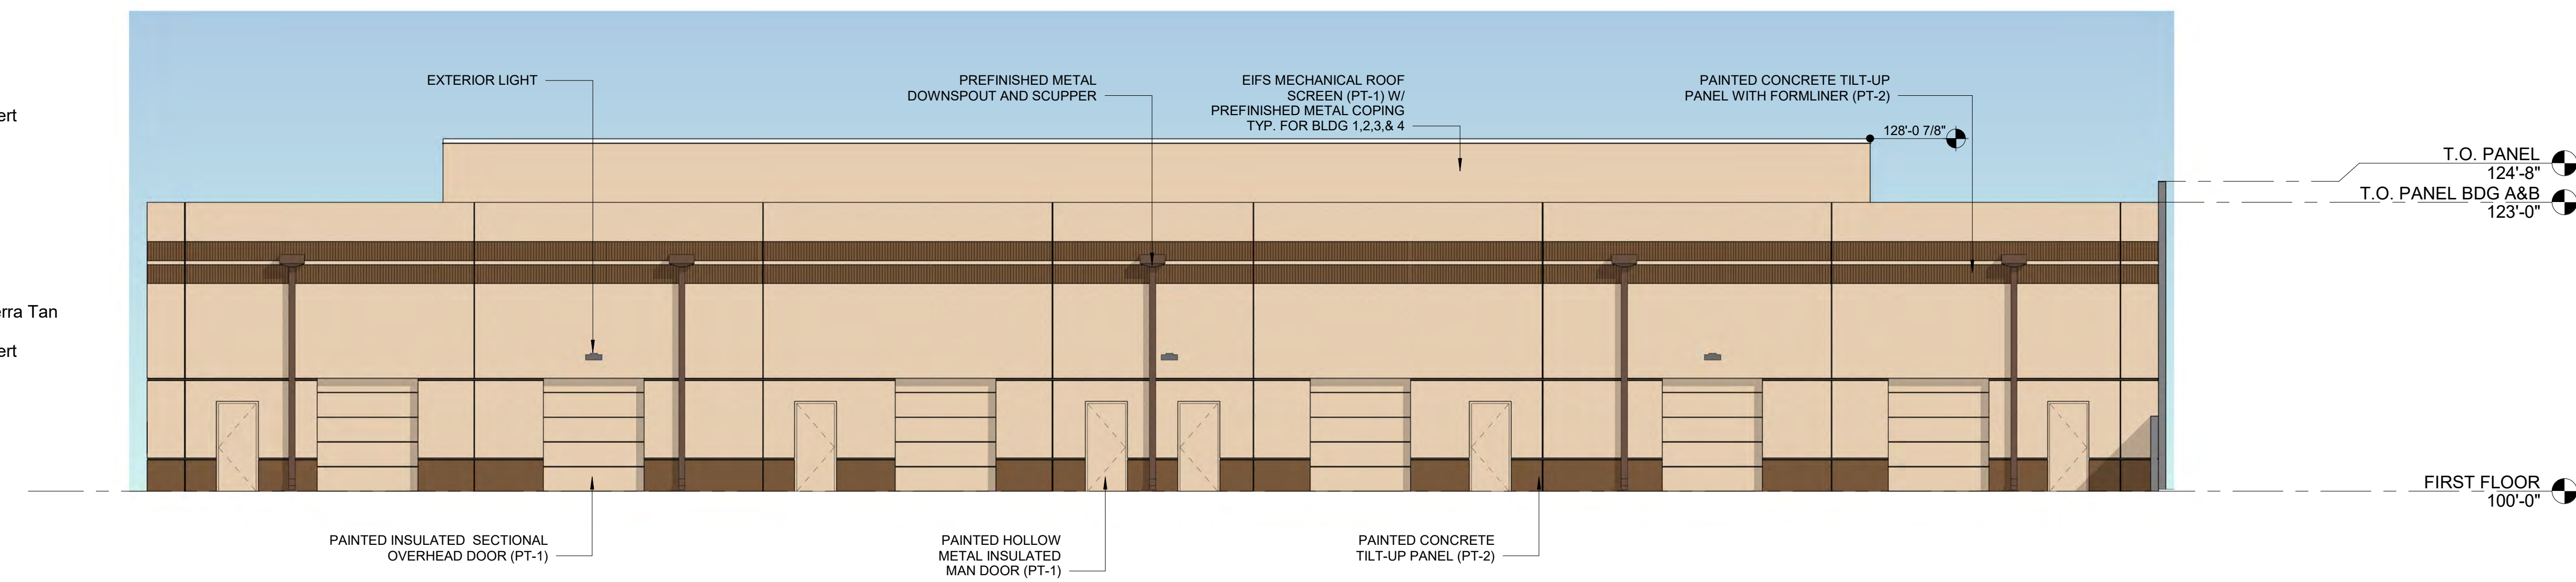 EXTERIOR LIGHT
PREFINISHED METAL
DOWNSPOUT AND SCUPPER
EIFS MECHANICAL ROOF
SCREEN (PT-1) W/
PREFINISHED METAL COPING
TYP. FOR BLDG 1,2,3,& 4
PAINTED CONCRETE TILT-UP
PANEL WITH FORMLINER (PT-2)
ert
128'-0 7/8"
T.O. PANEL
124'-8"
T.O. PANEL BDG A&B
123'-0"
erra Tan
ert
FIRST FLOOR
100'-0"
PAINTED INSULATED  SECTIONAL
OVERHEAD DOOR (PT-1)
PAINTED HOLLOW
METAL INSULATED
MAN DOOR (PT-1)
PAINTED CONCRETE
TILT-UP PANEL (PT-2)